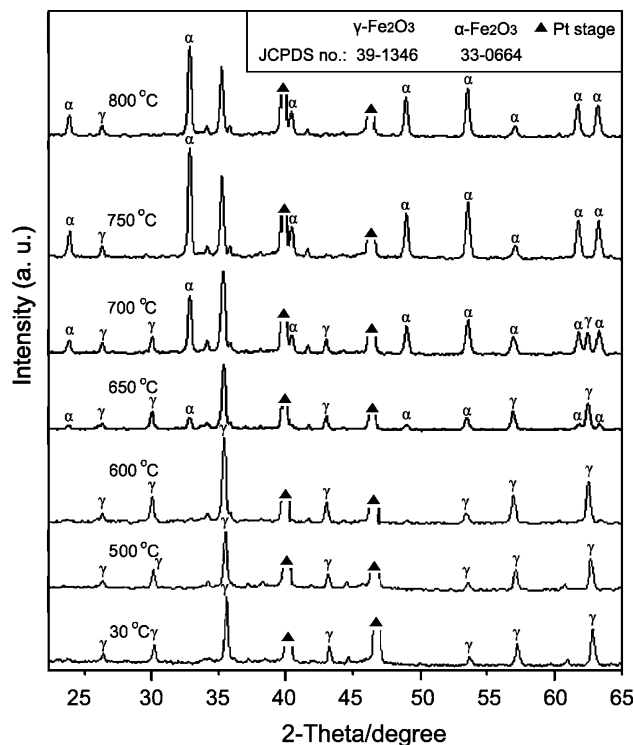 γ-Fe2O3 α-Fe2O3 ▲ Pt stage
JCPDS no.: 39-1346 33-0664
800 °C
α γ α ▲ α ▲ α α α α α
750 °C
α γ α ▲ α ▲ α α α α α
700 °C
α γ γ α ▲ α γ ▲ α α α α γ α
650 °C
α γ γ α ▲ γ ▲ α α γ α γ α
600 °C
γ γ γ ▲ γ ▲ γ γ γ
500 °C
γ γ γ ▲ γ ▲ γ γ γ
30 °C
γ γ γ ▲ γ ▲ γ γ γ
25 30 35 40 45 50 55 60 65
2-Theta/degree
Intensity (a. u.)